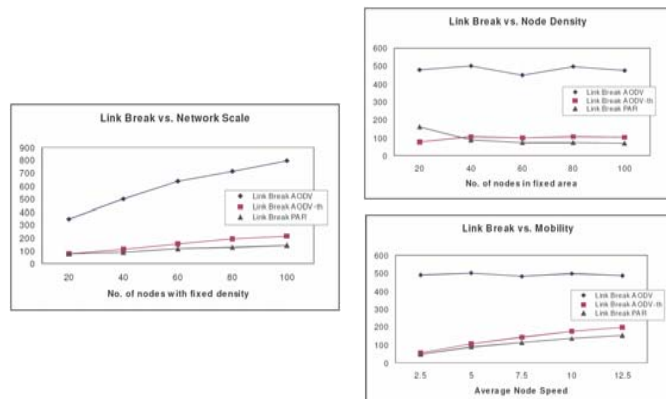 Link Break vs. Network Scale
900
800
700
600
500
400
300
200
100
0
20 40 60 80 100
No. of nodes with fixed density
Link Break AODV
Link Break AODV-th
Link Break PAR
Link Break vs. Node Density
600
500
400
300
200
100
0
20 40 60 80 100
No. of nodes in fixed area
Link Break AODV
Link Break AODV-th
Link Break PAR
Link Break vs. Mobility
600
500
400
300
200
100
0
2.5 5 7.5 10 12.5
Average Node Speed
Link Break AODV
Link Break AODV-th
Link Break PAR